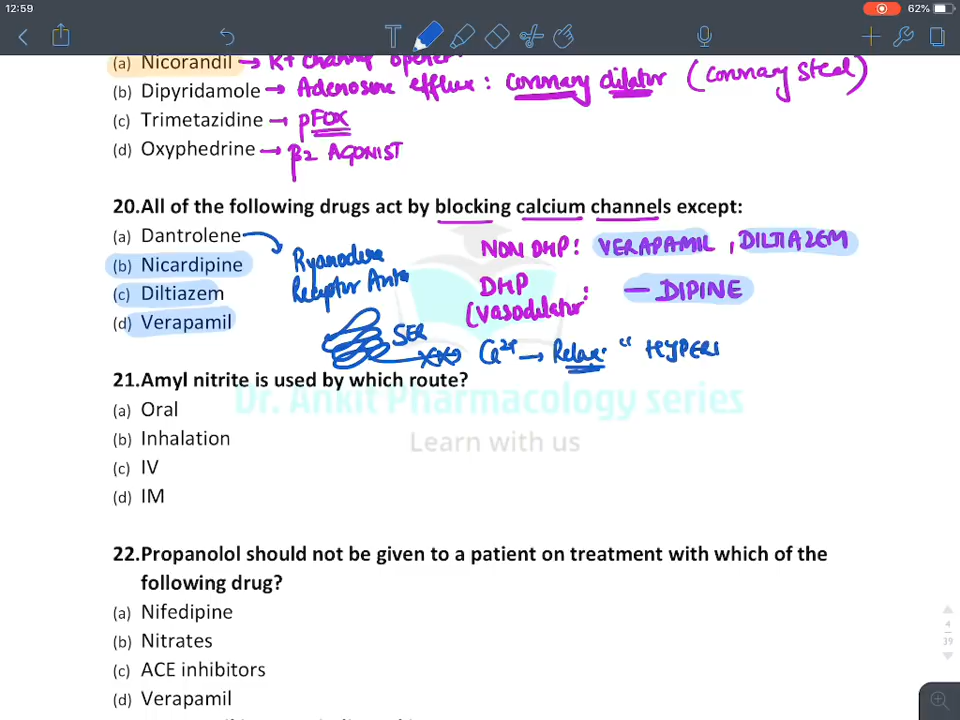 12:59
62%
T
(a) Nicorandil → K+ channel opener
(b) Dipyridamole → Adenosine efflux : coronary dilator (Coronary Steal)
(c) Trimetazidine → pFOX
(d) Oxyphedrine → β2 AGONIST
20.All of the following drugs act by blocking calcium channels except:
(a) Dantrolene
(b) Nicardipine
(c) Diltiazem
(d) Verapamil
Ryanodene
Receptor Anta
SER
NON DHP: VERAPAMIL , DILTIAZEM
DHP : — DIPINE
(Vasodilator
Ca2+ → Relax: " HYPERS
21.Amyl nitrite is used by which route?
Dr. Ankit Pharmacology series
(a) Oral
(b) Inhalation
Learn with us
(c) IV
(d) IM
22.Propanolol should not be given to a patient on treatment with which of the
following drug?
(a) Nifedipine
(b) Nitrates
(c) ACE inhibitors
(d) Verapamil
4
39